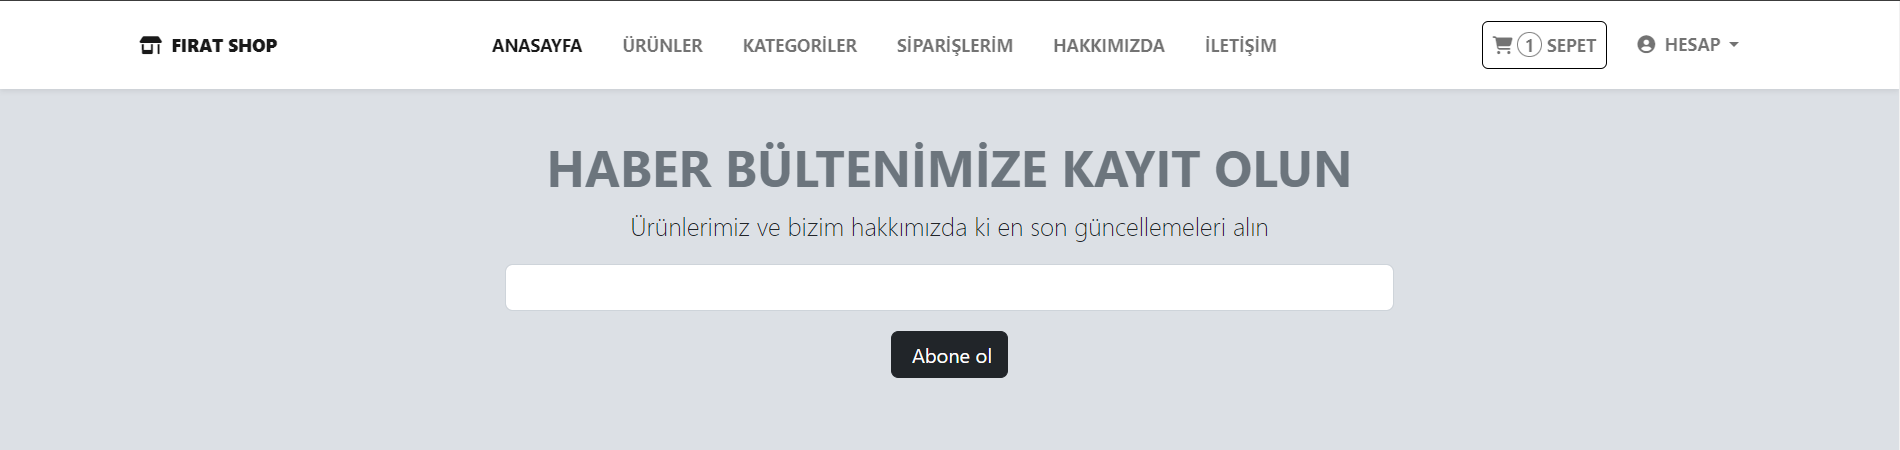 FIRAT SHOP ANASAYFA ÜRÜNLER KATEGORİLER SİPARİŞLERİM HAKKIMIZDA İLETİŞİM 1 SEPET HESAP
HABER BÜLTENİMİZE KAYIT OLUN
Ürünlerimiz ve bizim hakkımızda ki en son güncellemeleri alın
Abone ol